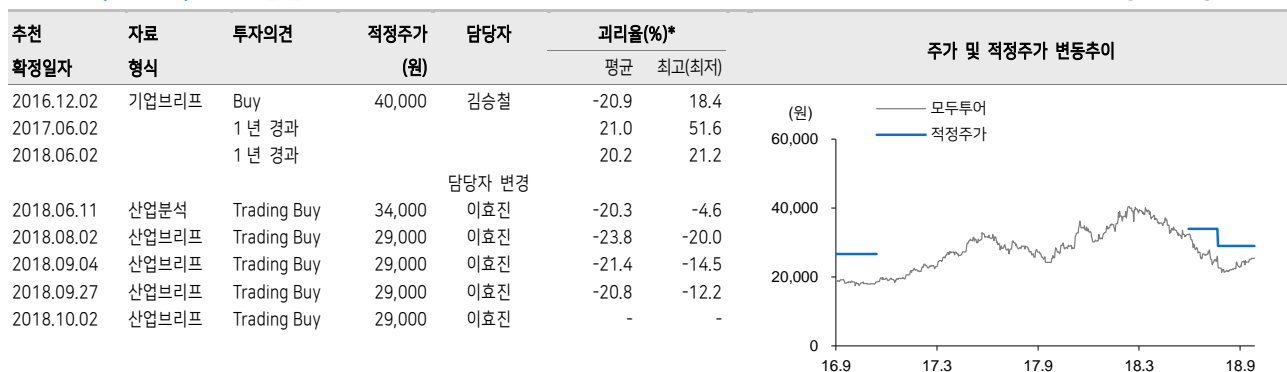 추천 자료 투자의견 적정주가 담당자 괴리율(%)* 주가 및 적정주가 변동추이
확정일자 형식 (원) 평균 최고(최저)
2016.12.02 기업브리프 Buy 40,000 김승철 -20.9 18.4
2017.06.02 1년 경과 21.0 51.6
2018.06.02 1년 경과 20.2 21.2
담당자 변경
2018.06.11 산업분석 Trading Buy 34,000 이효진 -20.3 -4.6
2018.08.02 산업브리프 Trading Buy 29,000 이효진 -23.8 -20.0
2018.09.04 산업브리프 Trading Buy 29,000 이효진 -21.4 -14.5
2018.09.27 산업브리프 Trading Buy 29,000 이효진 -20.8 -12.2
2018.10.02 산업브리프 Trading Buy 29,000 이효진 - -
(원)
모두투어
적정주가
60,000
40,000
20,000
0
16.9 17.3 17.9 18.3 18.9